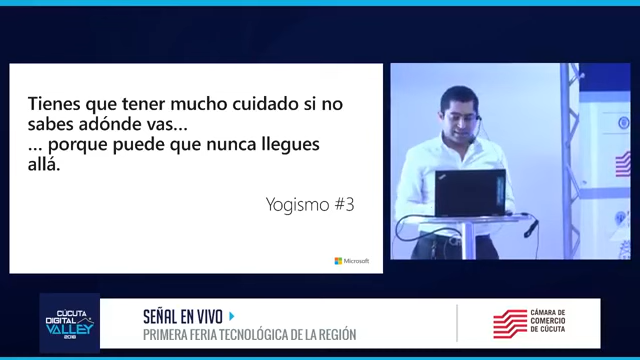 Tienes que tener mucho cuidado si no
sabes adónde vas...
... porque puede que nunca llegues
allá.
Yogismo #3
Microsoft
CÚCUTA
DIGITAL
VALLEY
2018
SEÑAL EN VIVO
PRIMERA FERIA TECNOLÓGICA DE LA REGIÓN
CÁMARA DE
COMERCIO
DE CÚCUTA